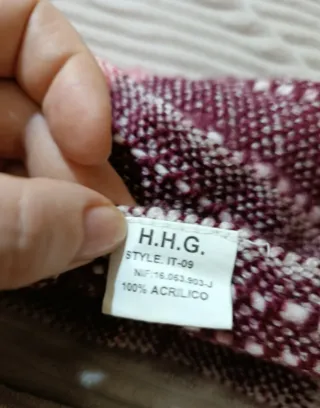 H.H.G.
STYLE: IT-09
NIF:16.063.903-J
100% ACRILICO